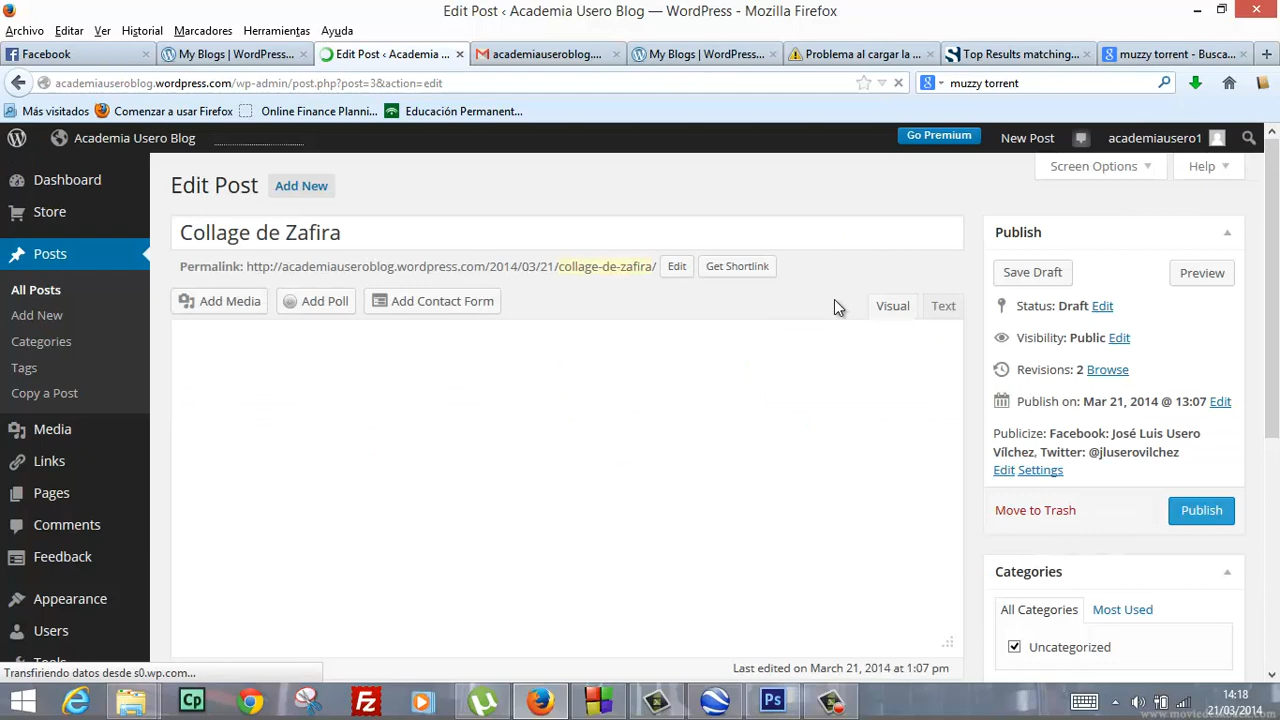 Edit Post ‹ Academia Usero Blog — WordPress - Mozilla Firefox
Archivo Editar Ver Historial Marcadores Herramientas Ayuda
Facebook My Blogs | WordPress... Edit Post ‹ Academia ... academiauseroblog.... My Blogs | WordPress... Problema al cargar la ... Top Results matching... muzzy torrent - Busca...
academiauseroblog.wordpress.com/wp-admin/post.php?post=3&action=edit muzzy torrent
Más visitados Comenzar a usar Firefox Online Finance Planni... Educación Permanent...
Academia Usero Blog Go Premium New Post academiausero1
Screen Options Help
Edit Post Add New
Dashboard
Store
Posts
All Posts
Add New
Categories
Tags
Copy a Post
Media
Links
Pages
Comments
Feedback
Appearance
Users
Tools
Collage de Zafira
Permalink: http://academiauseroblog.wordpress.com/2014/03/21/collage-de-zafira/ Edit Get Shortlink
Add Media Add Poll Add Contact Form Visual Text
Last edited on March 21, 2014 at 1:07 pm
Publish
Save Draft Preview
Status: Draft Edit
Visibility: Public Edit
Revisions: 2 Browse
Publish on: Mar 21, 2014 @ 13:07 Edit
Publicize: Facebook: José Luis Usero
Vílchez, Twitter: @jluserovilchez
Edit Settings
Move to Trash Publish
Categories
All Categories Most Used
Uncategorized
Transfiriendo datos desde s0.wp.com...
Cp Fz Ps
14:18
21/03/2014